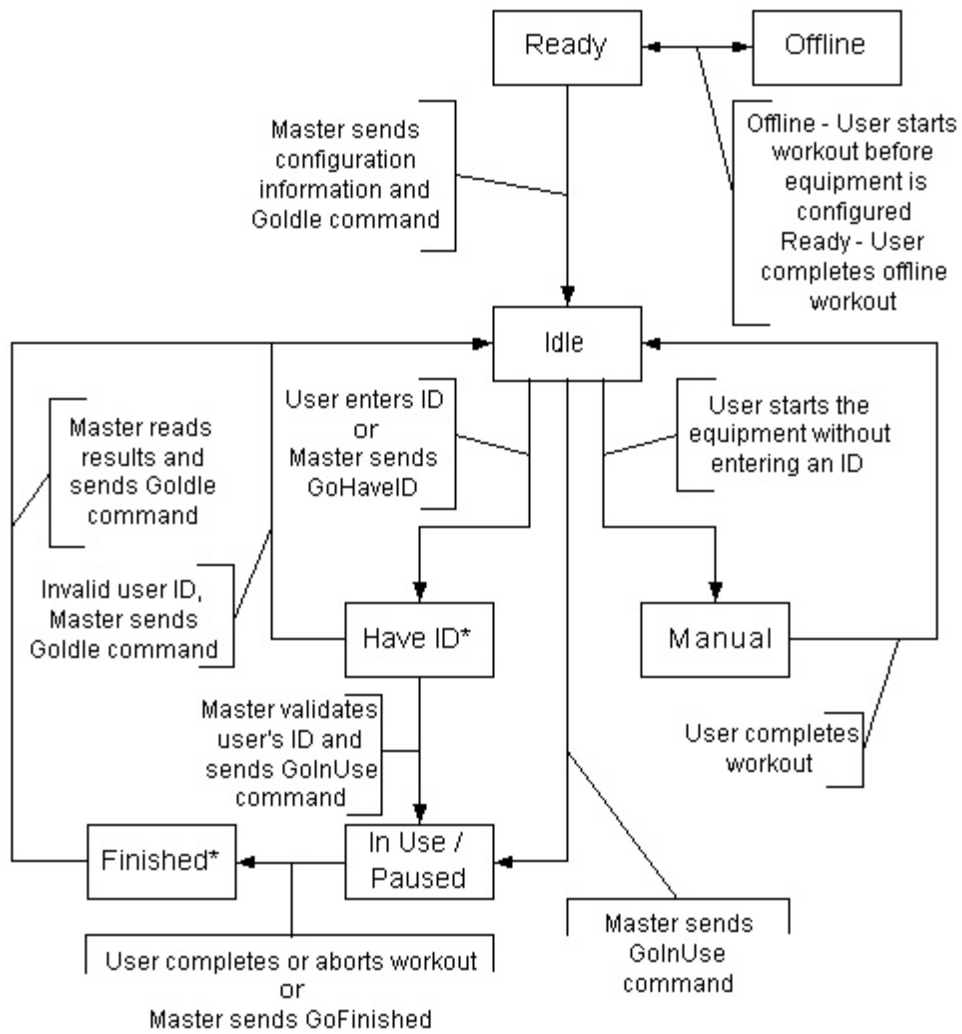 Ready
Offline
Master sends
configuration
information and
GoIdle command
Offline - User starts
workout before
equipment is
configured
Ready - User
completes offline
workout
Idle
User enters ID
or
Master sends
GoHaveID
User starts the
equipment without
entering an ID
Master reads
results and
sends GoIdle
command
Invalid user ID,
Master sends
GoIdle command
Have ID*
Manual
Master validates
user's ID and
sends GoInUse
command
User completes
workout
Finished*
In Use /
Paused
Master sends
GoInUse
command
User completes or aborts workout
or
Master sends GoFinished